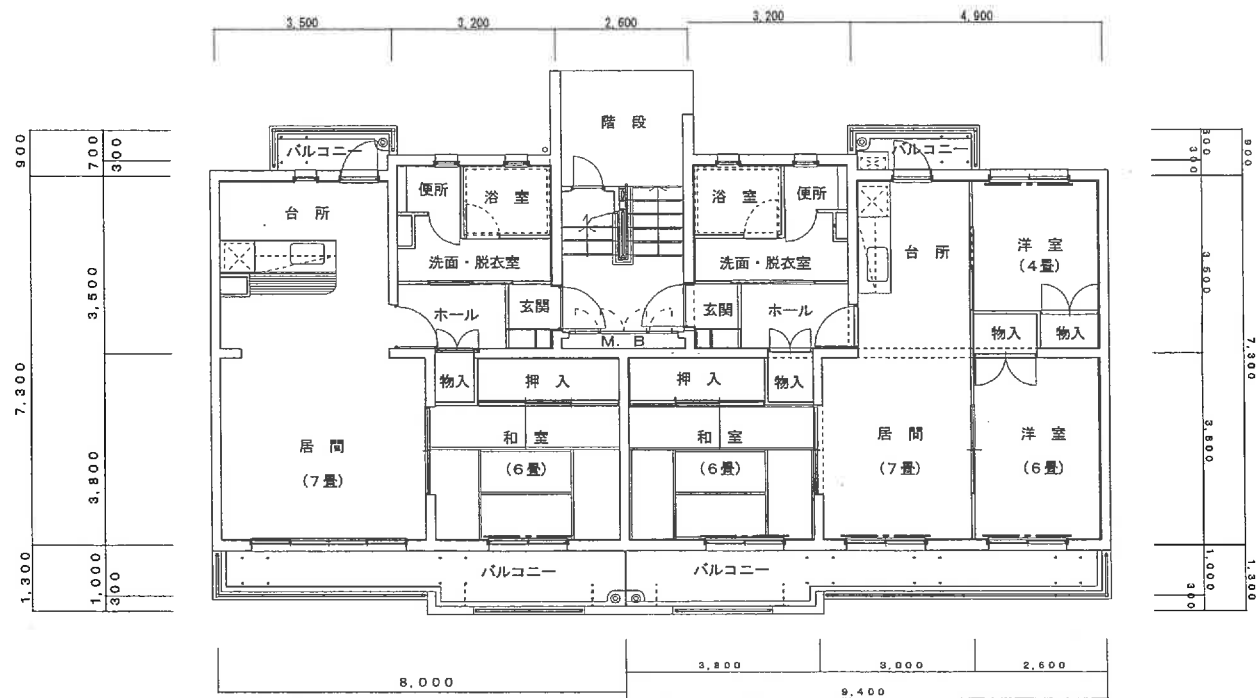 3,500
3,200
2,600
3,200
4,900
900
700
300
3,500
7,300
3,800
1,300
1,000
300
階段
バルコニー
バルコニー
便所
浴室
浴室
便所
台所
台所
洋室
(4畳)
洗面・脱衣室
洗面・脱衣室
ホール
玄関
玄関
ホール
M.B
物入
物入
物入
押入
押入
物入
居間
(7畳)
和室
(6畳)
和室
(6畳)
居間
(7畳)
洋室
(6畳)
バルコニー
バルコニー
300
900
3,500
7,300
3,800
1,000
1,300
300
8,000
3,800
3,000
2,600
9,400